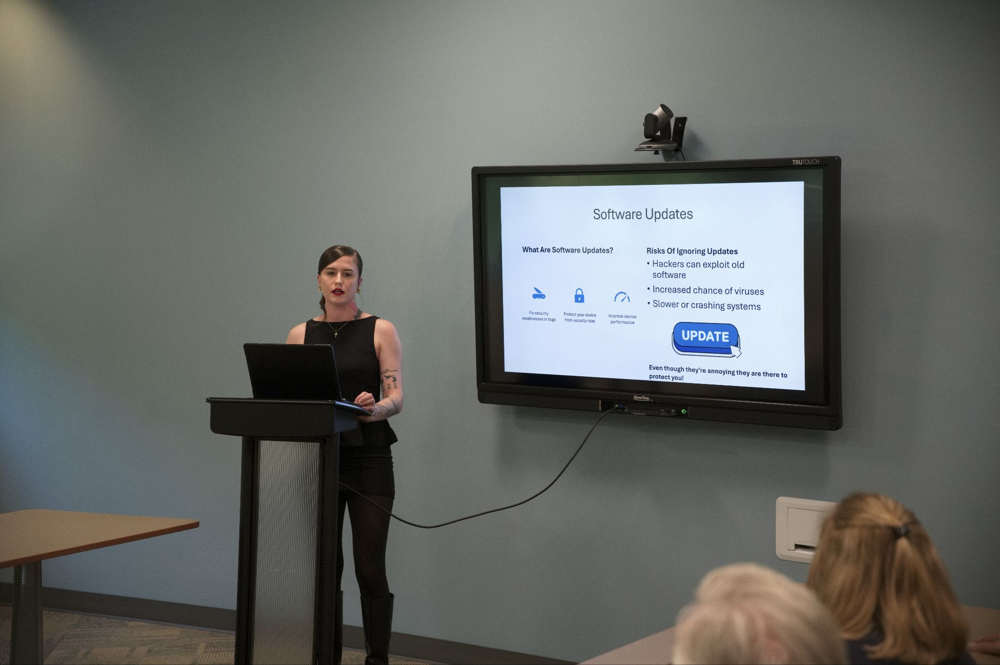 TRUTOUCH
Software Updates
What Are Software Updates?
Fix security
weaknesses or bugs
Protect your device
from security risks
Improve device
performance
Risks Of Ignoring Updates
• Hackers can exploit old
software
• Increased chance of viruses
• Slower or crashing systems
UPDATE
Even though they're annoying they are there to
protect you!
Newline